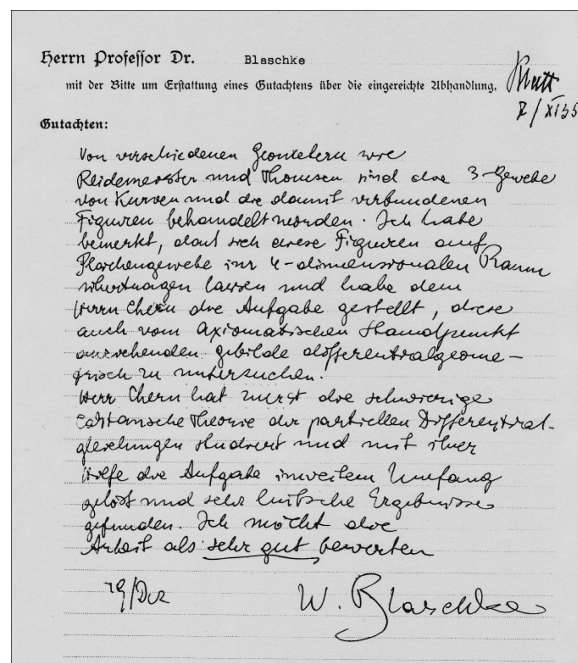 Herrn Professor Dr. Blaschke
mit der Bitte um Erstattung eines Gutachtens über die eingereichte Abhandlung.
7/XI 35
Gutachten:
Von verschiedenen Geometern wie
Reidemeister und Thomsen sind die 3-Gewebe
von Kurven und die damit verbundenen
Figuren behandelt worden. Ich habe
bemerkt, dass sich diese Figuren auf
Flächengewebe im 4-dimensionalen Raum
übertragen lassen und habe dem
Herrn Chern die Aufgabe gestellt, diese
auch vom axiomatischen Standpunkt
anziehenden Gebilde differentialgeome-
trisch zu untersuchen.
Herr Chern hat zuerst die schwierige
Cartansche Theorie der partiellen Differential-
gleichungen studiert und mit ihrer
Hilfe die Aufgabe in weitem Umfang
gelöst und sehr hübsche Ergebnisse
gefunden. Ich möcht die
Arbeit als sehr gut bewerten
19/Dez W. Blaschke